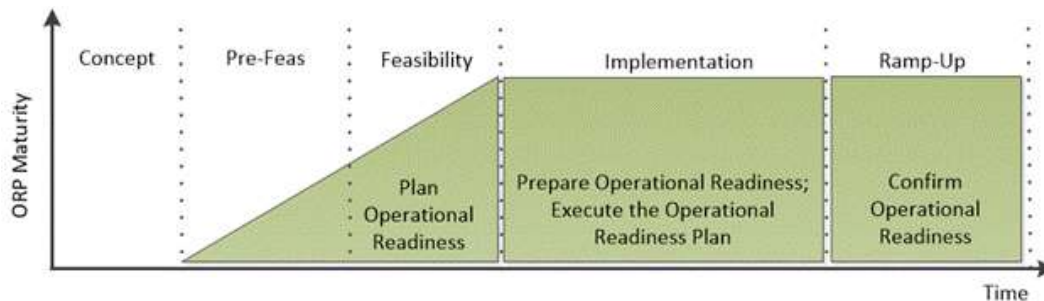 Concept
Pre-Feas
Feasibility
Implementation
Ramp-Up
ORP Maturity
Plan
Operational
Readiness
Prepare Operational Readiness;
Execute the Operational
Readiness Plan
Confirm
Operational
Readiness
Time